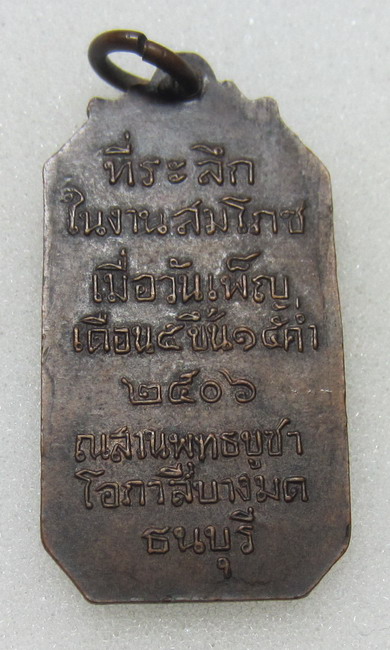 ที่ระลึก
ในงานสมโภช
เมื่อวันเพ็ญ
เดือน๕ขึ้น๑๕ค่ำ
๒๕๐๖
ณสานพุทธบูชา
โอภาสีบางมด
ธนบุรี